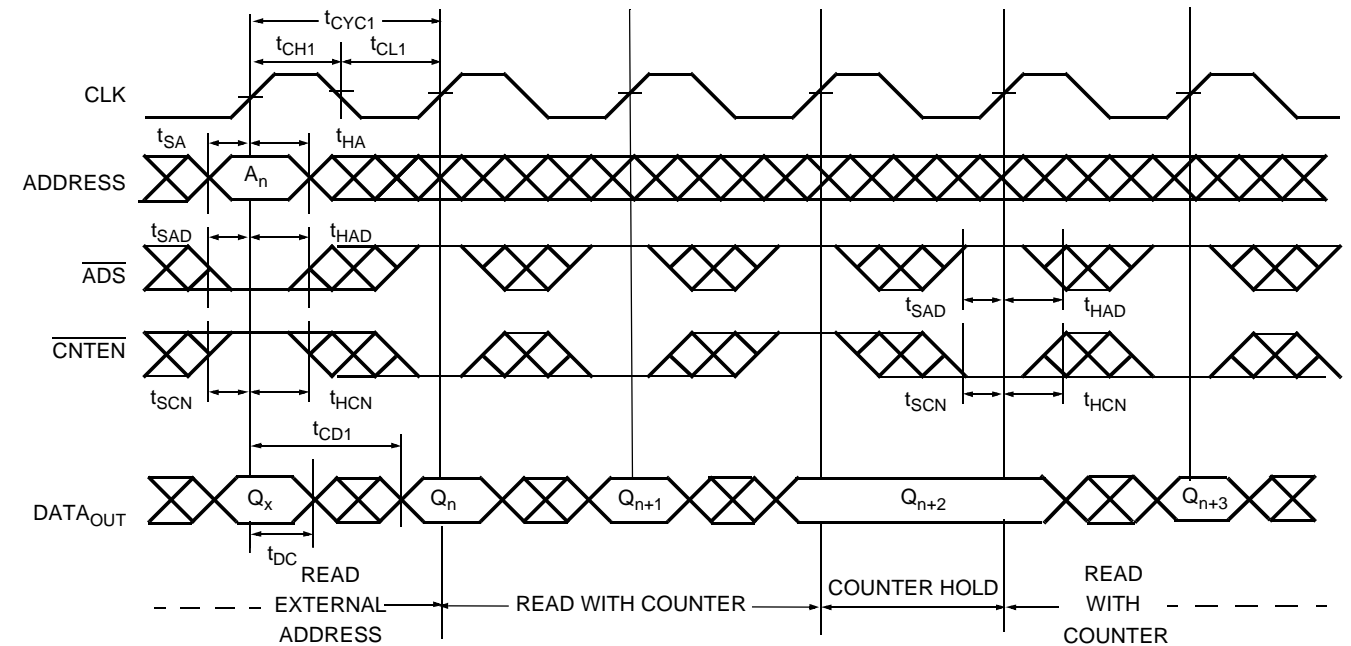 tCYC1
tCH1
tCL1
CLK
tSA
tHA
ADDRESS
An
tSAD
tHAD
ADS
tSAD
tHAD
CNTEN
tSCN
tHCN
tSCN
tHCN
tCD1
DATAOUT
Qx
Qn
Qn+1
Qn+2
Qn+3
tDC
READ
EXTERNAL
ADDRESS
READ WITH COUNTER
COUNTER HOLD
READ
WITH
COUNTER